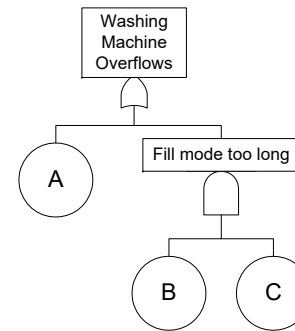 Washing
Machine
Overflows
A
Fill mode too long
B
C